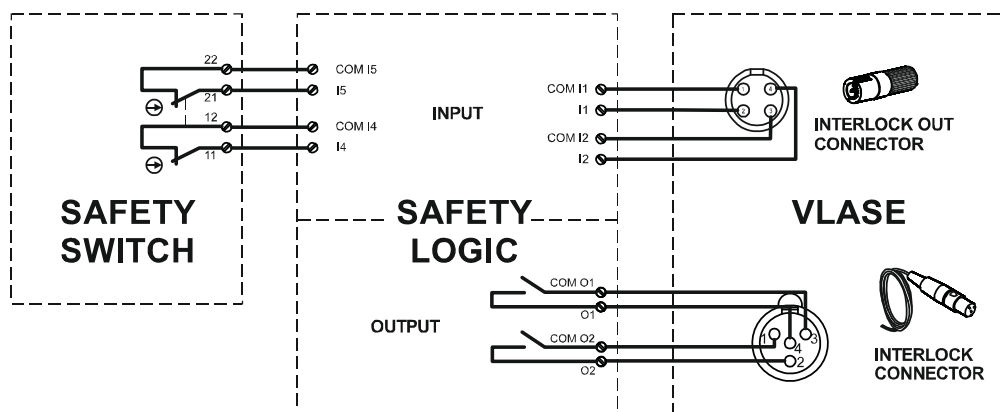 22
COM I5
21
I5
12
COM I4
11
I4
SAFETY
SWITCH
INPUT
COM I1
I1
COM I2
I2
SAFETY
LOGIC
OUTPUT
COM O1
O1
COM O2
O2
1
4
2
3
INTERLOCK OUT
CONNECTOR
VLASE
1
3
4
2
INTERLOCK
CONNECTOR